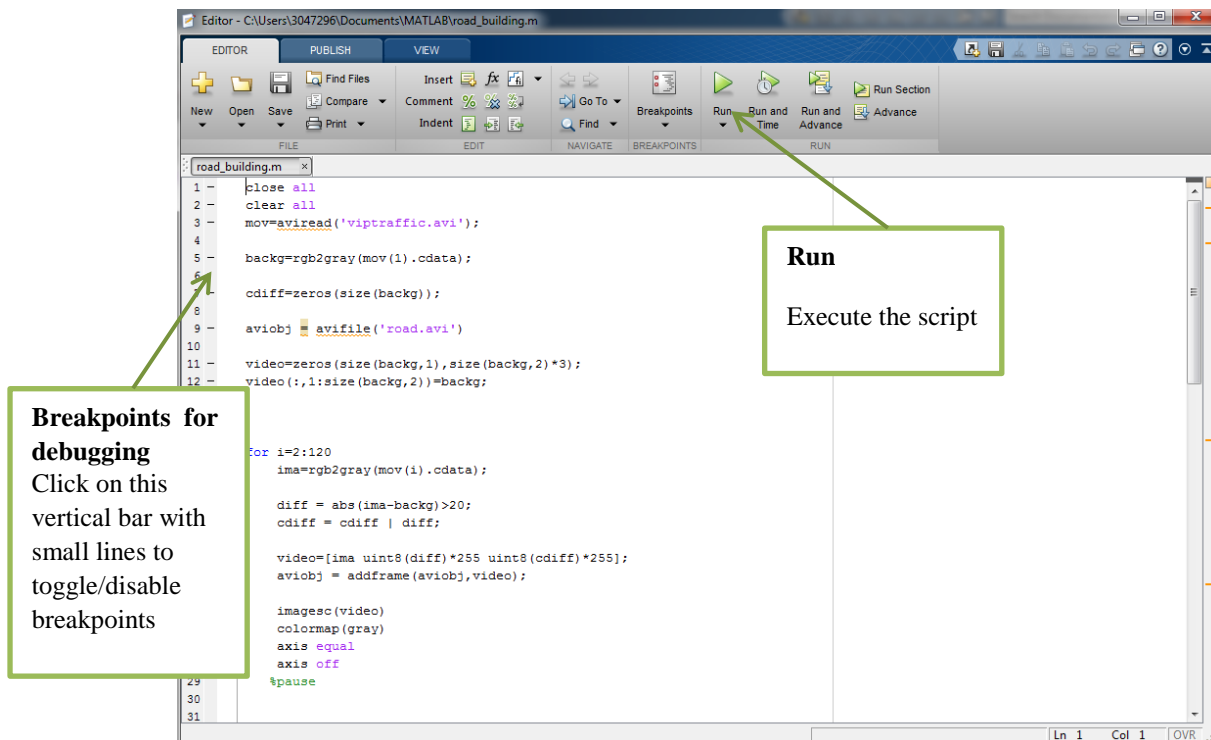 Editor - C:\Users\3047296\Documents\MATLAB\road_building.m
EDITOR PUBLISH VIEW
New Open Save
Find Files
Compare
Print
FILE
Insert fx
Comment
Indent
EDIT
Go To
Find
NAVIGATE
Breakpoints
BREAKPOINTS
Run Run and Time Run and Advance
Run Section
Advance
RUN
road_building.m ×
1 – close all
2 – clear all
3 – mov=aviread('viptraffic.avi');
4
5 – backg=rgb2gray(mov(1).cdata);
6
7 – cdiff=zeros(size(backg));
8
9 – aviobj = avifile('road.avi')
10
11 – video=zeros(size(backg,1),size(backg,2)*3);
12 – video(:,1:size(backg,2))=backg;
for i=2:120
ima=rgb2gray(mov(i).cdata);
diff = abs(ima-backg)>20;
cdiff = cdiff | diff;
video=[ima uint8(diff)*255 uint8(cdiff)*255];
aviobj = addframe(aviobj,video);
imagesc(video)
colormap(gray)
axis equal
axis off
29 %pause
30
31
Run
Execute the script
Breakpoints for
debugging
Click on this
vertical bar with
small lines to
toggle/disable
breakpoints
Ln 1 Col 1 OVR